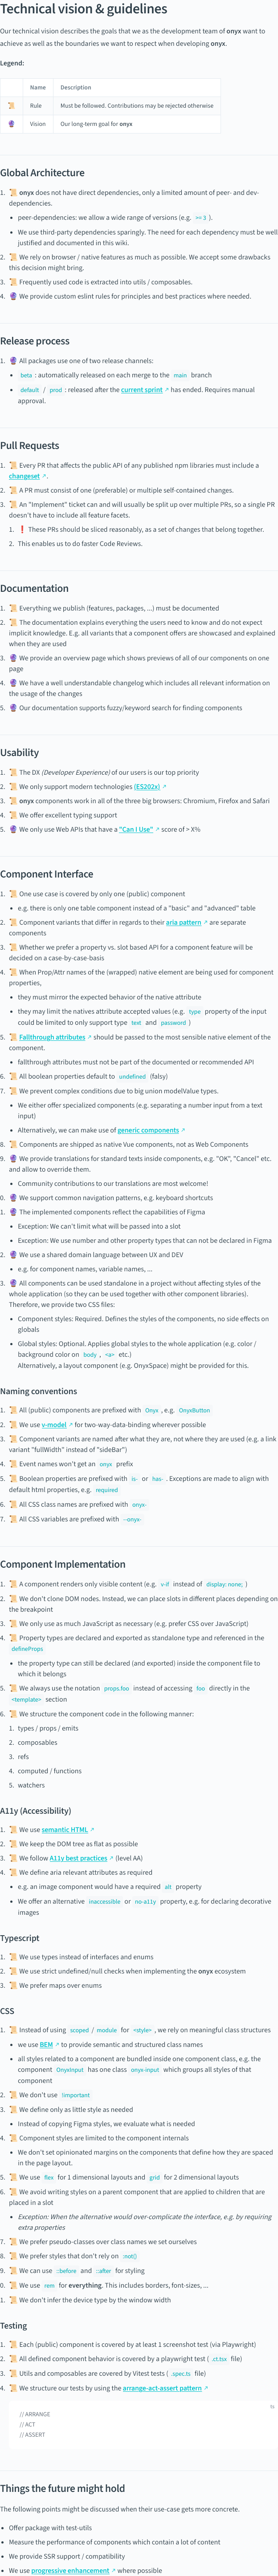 Technical vision & guidelines
Our technical vision describes the goals that we as the development team of onyx want to
achieve as well as the boundaries we want to respect when developing onyx.
Legend:
Name Description
📜 Rule Must be followed. Contributions may be rejected otherwise
🔮 Vision Our long-term goal for onyx
Global Architecture
1. 📜 onyx does not have direct dependencies, only a limited amount of peer- and dev-
dependencies.
• peer-dependencies: we allow a wide range of versions (e.g. >= 3 ).
• We use third-party dependencies sparingly. The need for each dependency must be well
justified and documented in this wiki.
2. 📜 We rely on browser / native features as much as possible. We accept some drawbacks
this decision might bring.
3. 📜 Frequently used code is extracted into utils / composables.
4. 🔮 We provide custom eslint rules for principles and best practices where needed.
Release process
1. 🔮 All packages use one of two release channels:
• beta : automatically released on each merge to the main branch
• default / prod : released after the current sprint ↗ has ended. Requires manual
approval.
Pull Requests
1. 📜 Every PR that affects the public API of any published npm libraries must include a
changeset ↗.
2. 📜 A PR must consist of one (preferable) or multiple self-contained changes.
3. 📜 An "Implement" ticket can and will usually be split up into multiple PRs, so a single PR
doesn't have to include all feature facets.
1. ❗ These PRs should be sliced reasonably, as a set of changes that belong together.
2. This enables us to do faster Code Reviews.
Documentation
1. 📜 Everything we publish (features, packages, ...) must be documented
2. 📜 The documentation explains everything the users need to know and do not expect
implicit knowledge. E.g. all variants that a component offers are showcased and explained
when they are used
3. 🔮 We provide an overview page which shows previews of all of our components on one
page
4. 🔮 We have a well understandable changelog which includes all relevant information on
the usage of the changes
5. 🔮 Our documentation supports fuzzy/keyword search for finding components
Usability
1. 📜 The DX (Developer Experience) of our users is our top priority
2. 📜 We only support modern technologies (ES202x) ↗
3. 📜 onyx components work in all of the three big browsers: Chromium, Firefox and Safari
4. 📜 We offer excellent typing support
5. 🔮 We only use Web APIs that have a "Can I Use" ↗ score of > X%
Component Interface
1. 📜 One use case is covered by only one (public) component
• e.g. there is only one table component instead of a "basic" and "advanced" table
2. 📜 Component variants that differ in regards to their aria pattern ↗ are separate
components
3. 📜 Whether we prefer a property vs. slot based API for a component feature will be
decided on a case-by-case-basis
4. 📜 When Prop/Attr names of the (wrapped) native element are being used for component
properties,
• they must mirror the expected behavior of the native attribute
• they may limit the natives attribute accepted values (e.g. type property of the input
could be limited to only support type text and password )
5. 📜 Fallthrough attributes ↗ should be passed to the most sensible native element of the
component.
• fallthrough attributes must not be part of the documented or recommended API
6. 📜 All boolean properties default to undefined (falsy)
7. 📜 We prevent complex conditions due to big union modelValue types.
• We either offer specialized components (e.g. separating a number input from a text
input)
• Alternatively, we can make use of generic components ↗
8. 📜 Components are shipped as native Vue components, not as Web Components
9. 🔮 We provide translations for standard texts inside components, e.g. "OK", "Cancel" etc.
and allow to override them.
• Community contributions to our translations are most welcome!
0. 🔮 We support common navigation patterns, e.g. keyboard shortcuts
1. 📜 The implemented components reflect the capabilities of Figma
• Exception: We can't limit what will be passed into a slot
• Exception: We use number and other property types that can not be declared in Figma
2. 📜 We use a shared domain language between UX and DEV
• e.g. for component names, variable names, ...
3. 🔮 All components can be used standalone in a project without affecting styles of the
whole application (so they can be used together with other component libraries).
Therefore, we provide two CSS files:
• Component styles: Required. Defines the styles of the components, no side effects on
globals
• Global styles: Optional. Applies global styles to the whole application (e.g. color /
background color on body , <a> etc.)
Alternatively, a layout component (e.g. OnyxSpace) might be provided for this.
Naming conventions
1. 📜 All (public) components are prefixed with Onyx , e.g. OnyxButton
2. 📜 We use v-model ↗ for two-way-data-binding wherever possible
3. 📜 Component variants are named after what they are, not where they are used (e.g. a link
variant "fullWidth" instead of "sideBar")
4. 📜 Event names won't get an onyx prefix
5. 📜 Boolean properties are prefixed with is- or has- . Exceptions are made to align with
default html properties, e.g. required
6. 📜 All CSS class names are prefixed with onyx-
7. 📜 All CSS variables are prefixed with --onyx-
Component Implementation
1. 📜 A component renders only visible content (e.g. v-if instead of display: none; )
2. 📜 We don't clone DOM nodes. Instead, we can place slots in different places depending on
the breakpoint
3. 📜 We only use as much JavaScript as necessary (e.g. prefer CSS over JavaScript)
4. 📜 Property types are declared and exported as standalone type and referenced in the
defineProps
• the property type can still be declared (and exported) inside the component file to
which it belongs
5. 📜 We always use the notation props.foo instead of accessing foo directly in the
<template> section
6. 📜 We structure the component code in the following manner:
1. types / props / emits
2. composables
3. refs
4. computed / functions
5. watchers
A11y (Accessibility)
1. 📜 We use semantic HTML ↗
2. 📜 We keep the DOM tree as flat as possible
3. 📜 We follow A11y best practices ↗ (level AA)
4. 📜 We define aria relevant attributes as required
• e.g. an image component would have a required alt property
• We offer an alternative inaccessible or no-a11y property, e.g. for declaring decorative
images
Typescript
1. 📜 We use types instead of interfaces and enums
2. 📜 We use strict undefined/null checks when implementing the onyx ecosystem
3. 📜 We prefer maps over enums
CSS
1. 📜 Instead of using scoped / module for <style> , we rely on meaningful class structures
• we use BEM ↗ to provide semantic and structured class names
• all styles related to a component are bundled inside one component class, e.g. the
component OnyxInput has one class onyx-input which groups all styles of that
component
2. 📜 We don't use !important
3. 📜 We define only as little style as needed
• Instead of copying Figma styles, we evaluate what is needed
4. 📜 Component styles are limited to the component internals
• We don't set opinionated margins on the components that define how they are spaced
in the page layout.
5. 📜 We use flex for 1 dimensional layouts and grid for 2 dimensional layouts
6. 📜 We avoid writing styles on a parent component that are applied to children that are
placed in a slot
• Exception: When the alternative would over-complicate the interface, e.g. by requiring
extra properties
7. 📜 We prefer pseudo-classes over class names we set ourselves
8. 📜 We prefer styles that don't rely on :not()
9. 📜 We can use ::before and ::after for styling
0. 📜 We use rem for everything. This includes borders, font-sizes, ...
1. 📜 We don't infer the device type by the window width
Testing
1. 📜 Each (public) component is covered by at least 1 screenshot test (via Playwright)
2. 📜 All defined component behavior is covered by a playwright test ( .ct.tsx file)
3. 📜 Utils and composables are covered by Vitest tests ( .spec.ts file)
4. 📜 We structure our tests by using the arrange-act-assert pattern ↗
ts
// ARRANGE
// ACT
// ASSERT
Things the future might hold
The following points might be discussed when their use-case gets more concrete.
• Offer package with test-utils
• Measure the performance of components which contain a lot of content
• We provide SSR support / compatibility
• We use progressive enhancement ↗ where possible